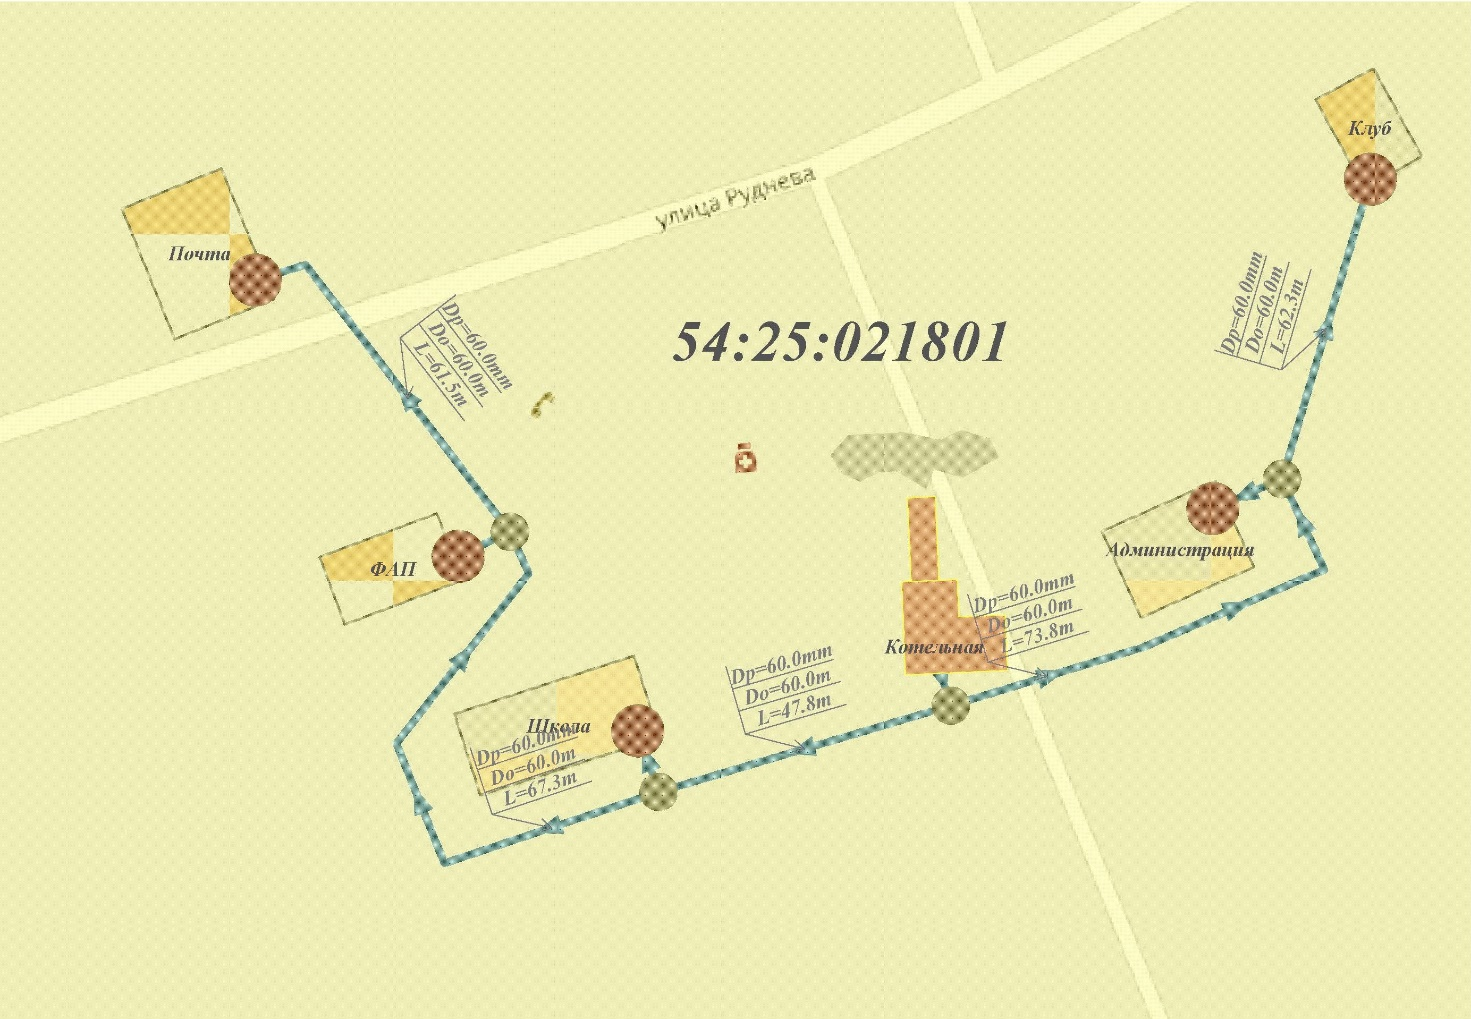 Клуб
улица Руднева
Почта
Dp=60.0mm
Do=60.0m
L=62.3m
Dp=60.0mm
Do=60.0m
L=61.5m
54:25:021801
Администрация
ФАП
Dp=60.0mm
Do=60.0m
L=73.8m
Котельная
Dp=60.0mm
Do=60.0m
L=47.8m
Школа
Dp=60.0mm
Do=60.0m
L=67.3m